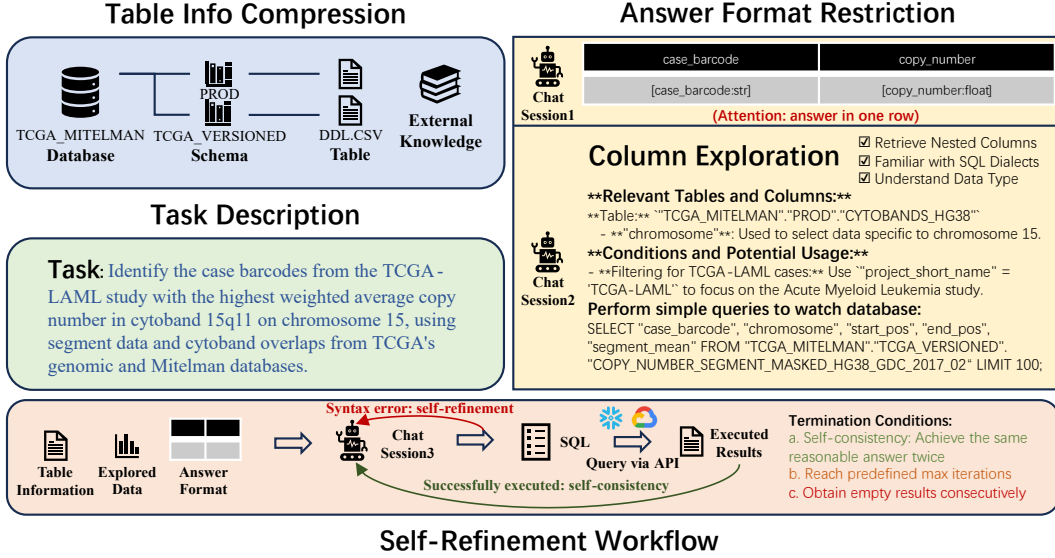 Table Info Compression
TCGA_MITELMAN
Database
PROD
TCGA_VERSIONED
Schema
DDL.CSV
Table
External
Knowledge
Task Description
Task: Identify the case barcodes from the TCGA-
LAML study with the highest weighted average copy
number in cytoband 15q11 on chromosome 15, using
segment data and cytoband overlaps from TCGA's
genomic and Mitelman databases.
Answer Format Restriction
Chat
Session1
case_barcode
copy_number
[case_barcode:str]
[copy_number:float]
(Attention: answer in one row)
Column Exploration
☑ Retrieve Nested Columns
☑ Familiar with SQL Dialects
☑ Understand Data Type
Chat
Session2
**Relevant Tables and Columns:**
**Table:** `"TCGA_MITELMAN"."PROD"."CYTOBANDS_HG38"`
- **"chromosome"**: Used to select data specific to chromosome 15.
**Conditions and Potential Usage:**
- **Filtering for TCGA-LAML cases:** Use `"project_short_name" =
'TCGA-LAML'` to focus on the Acute Myeloid Leukemia study.
Perform simple queries to watch database:
SELECT "case_barcode", "chromosome", "start_pos", "end_pos",
"segment_mean" FROM "TCGA_MITELMAN"."TCGA_VERSIONED".
"COPY_NUMBER_SEGMENT_MASKED_HG38_GDC_2017_02" LIMIT 100;
Table
Information
Explored
Data
Answer
Format
Syntax error: self-refinement
Chat
Session3
SQL
Query via API
Executed
Results
Successfully executed: self-consistency
Termination Conditions:
a. Self-consistency: Achieve the same
reasonable answer twice
b. Reach predefined max iterations
c. Obtain empty results consecutively
Self-Refinement Workflow